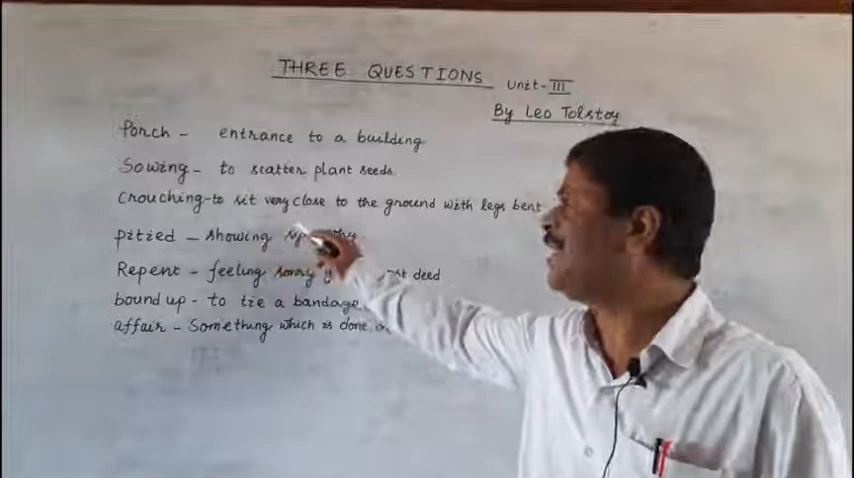 THREE QUESTIONS Unit - III
By Leo Tolstoy
Porch - entrance to a building
Sowing - to scatter plant seeds.
Crouching - to sit very close to the ground with legs bent
pitied - showing
Repent - feeling sorry deed
bound up - to tie a bandage
affair - Something which is done